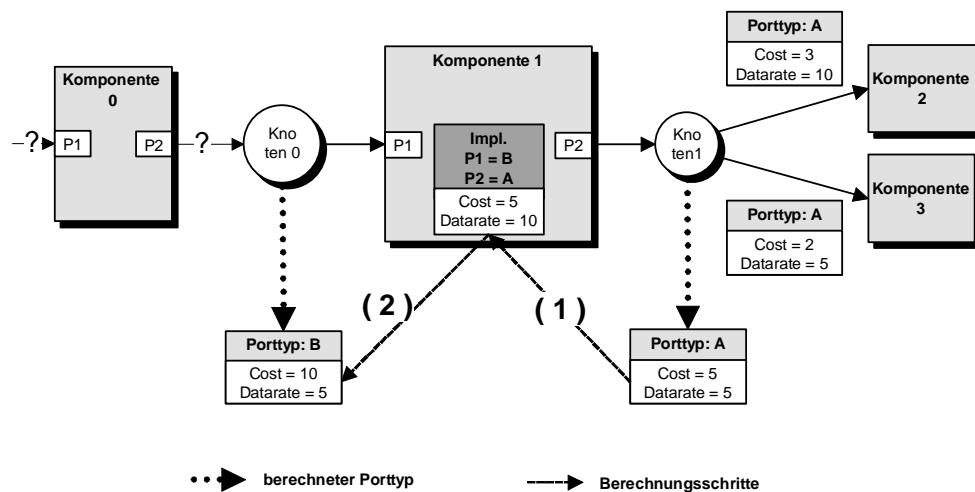 Komponente
0
?
P1
P2
?
Kno
ten 0
Komponente 1
P1
Impl.
P1 = B
P2 = A
Cost = 5
Datarate = 10
P2
Kno
ten1
Porttyp: A
Cost = 3
Datarate = 10
Komponente
2
Komponente
3
Porttyp: A
Cost = 2
Datarate = 5
( 2 )
( 1 )
Porttyp: B
Cost = 10
Datarate = 5
Porttyp: A
Cost = 5
Datarate = 5
berechneter Porttyp
Berechnungsschritte